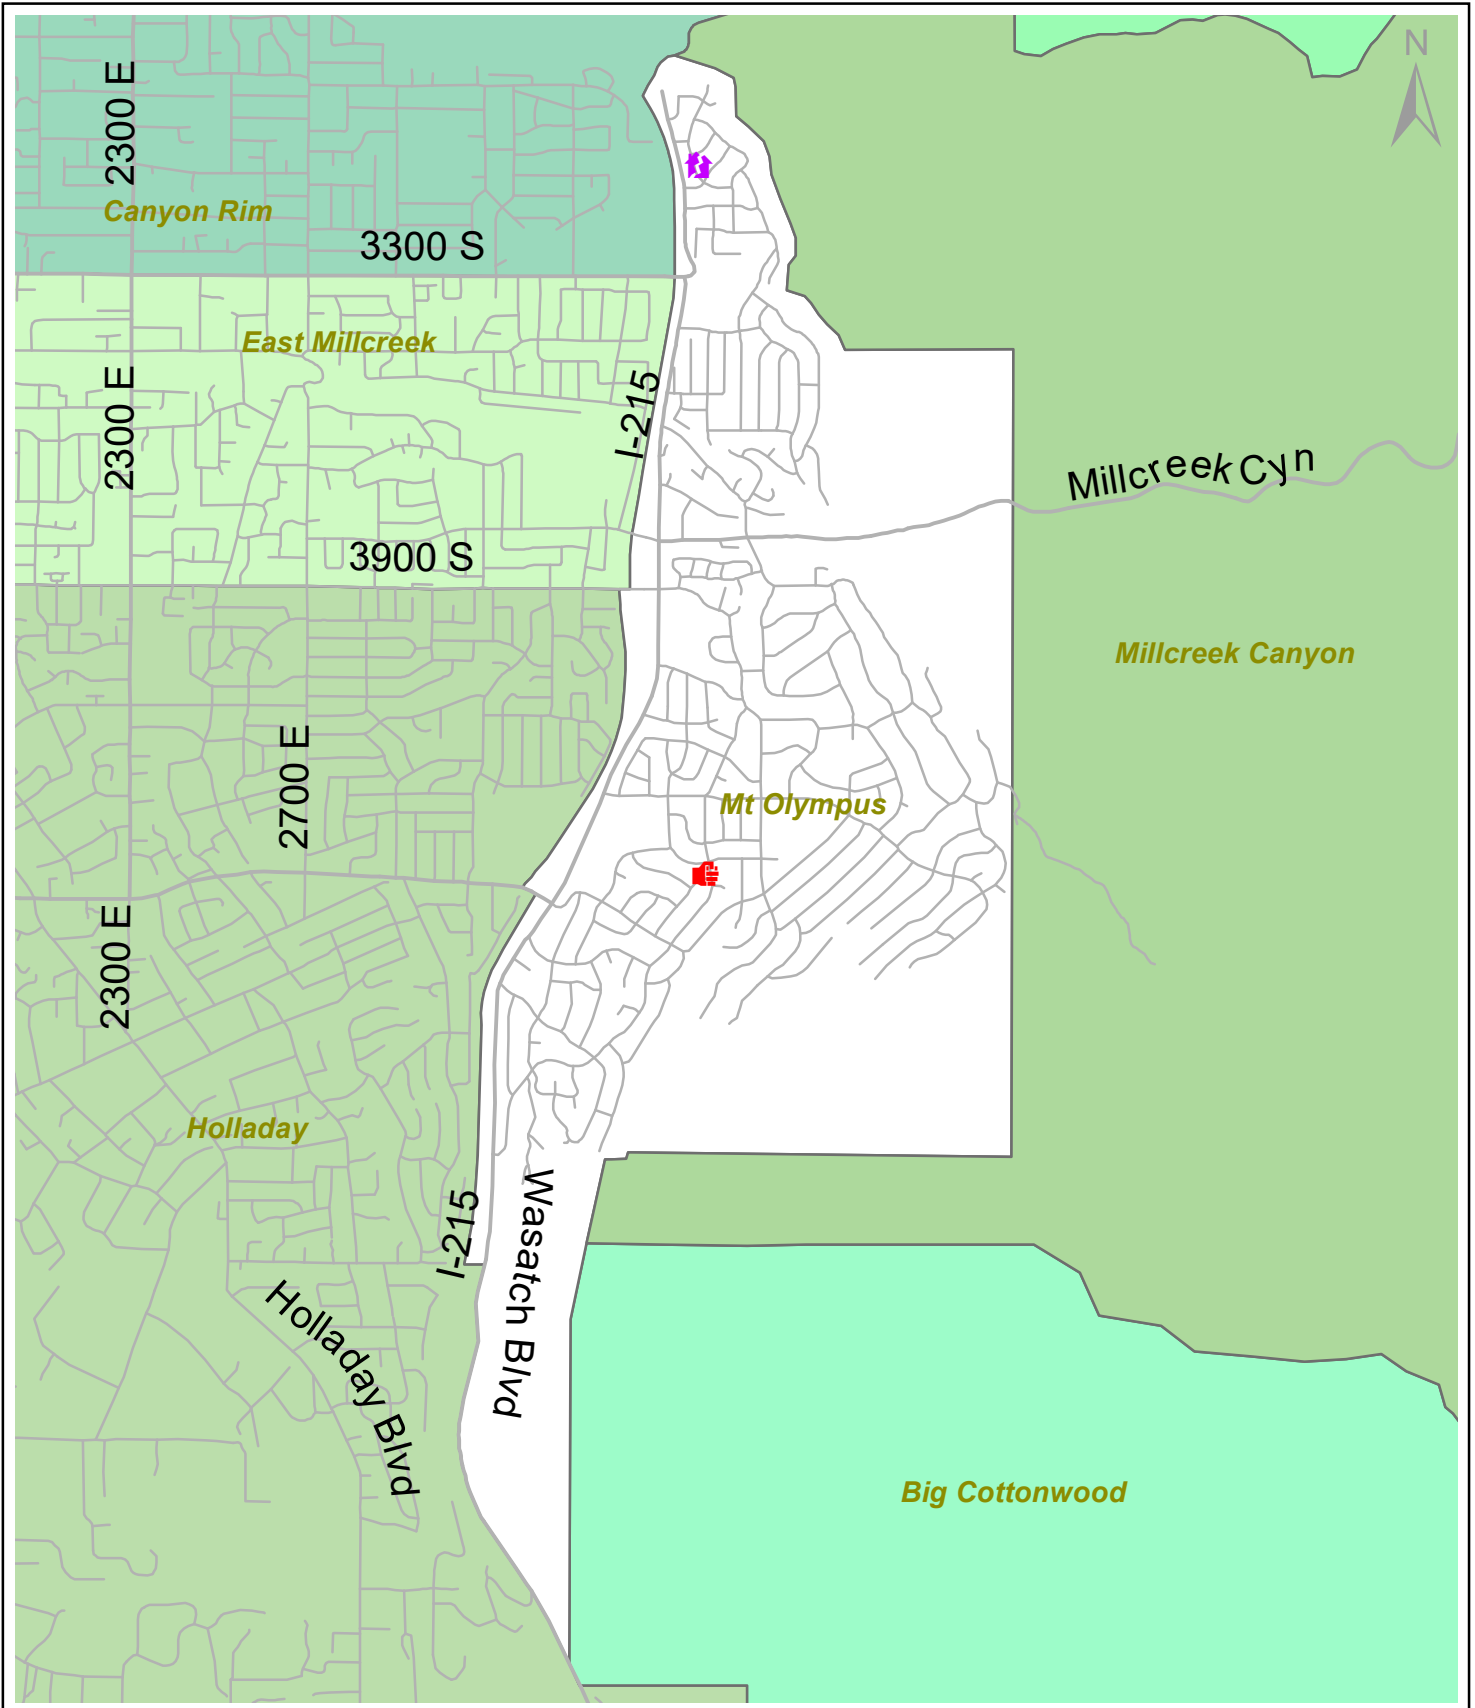 N
2300 E
Canyon Rim
3300 S
East Millcreek
2300 E
I-215
Millcreek Cyn
3900 S
Millcreek Canyon
2700 E
Mt Olympus
2300 E
Holladay
I-215
Wasatch Blvd
Holladay Blvd
Big Cottonwood